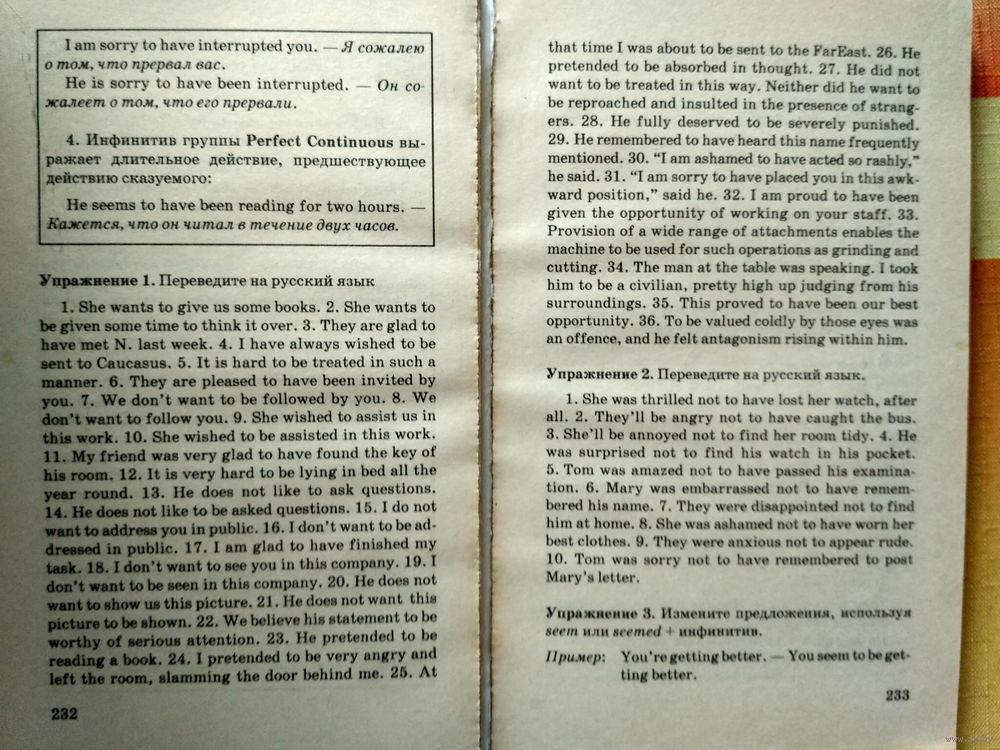 I am sorry to have interrupted you. — Я сожалею
о том, что прервал вас.
He is sorry to have been interrupted. — Он со-
жалеет о том, что его прервали.
4. Инфинитив группы Perfect Continuous вы-
ражает длительное действие, предшествующее
действию сказуемого:
He seems to have been reading for two hours. —
Кажется, что он читал в течение двух часов.
Упражнение 1. Переведите на русский язык
1. She wants to give us some books. 2. She wants to
be given some time to think it over. 3. They are glad to
have met N. last week. 4. I have always wished to be
sent to Caucasus. 5. It is hard to be treated in such a
manner. 6. They are pleased to have been invited by
you. 7. We don't want to be followed by you. 8. We
don't want to follow you. 9. She wished to assist us in
this work. 10. She wished to be assisted in this work.
11. My friend was very glad to have found the key of
his room. 12. It is very hard to be lying in bed all the
year round. 13. He does not like to ask questions.
14. He does not like to be asked questions. 15. I do not
want to address you in public. 16. I don't want to be ad-
dressed in public. 17. I am glad to have finished my
task. 18. I don't want to see you in this company. 19. I
don't want to be seen in this company. 20. He does not
want to show us this picture. 21. He does not want this
picture to be shown. 22. We believe his statement to be
worthy of serious attention. 23. He pretended to be
reading a book. 24. I pretended to be very angry and
left the room, slamming the door behind me. 25. At
232
that time I was about to be sent to the FarEast. 26. He
pretended to be absorbed in thought. 27. He did not
want to be treated in this way. Neither did he want to
be reproached and insulted in the presence of strang-
ers. 28. He fully deserved to be severely punished.
29. He remembered to have heard this name frequently
mentioned. 30. "I am ashamed to have acted so rashly,"
he said. 31. "I am sorry to have placed you in this awk-
ward position," said he. 32. I am proud to have been
given the opportunity of working on your staff. 33.
Provision of a wide range of attachments enables the
machine to be used for such operations as grinding and
cutting. 34. The man at the table was speaking. I took
him to be a civilian, pretty high up judging from his
surroundings. 35. This proved to have been our best
opportunity. 36. To be valued coldly by those eyes was
an offence, and he felt antagonism rising within him.
Упражнение 2. Переведите на русский язык.
1. She was thrilled not to have lost her watch, after
all. 2. They'll be angry not to have caught the bus.
3. She'll be annoyed not to find her room tidy. 4. He
was surprised not to find his watch in his pocket.
5. Tom was amazed not to have passed his examina-
tion. 6. Mary was embarrassed not to have remem-
bered his name. 7. They were disappointed not to find
him at home. 8. She was ashamed not to have worn her
best clothes. 9. They were anxious not to appear rude.
10. Tom was sorry not to have remembered to post
Mary's letter.
Упражнение 3. Измените предложения, используя
seem или seemed + инфинитив.
Пример: You're getting better. — You seem to be get-
ting better.
233